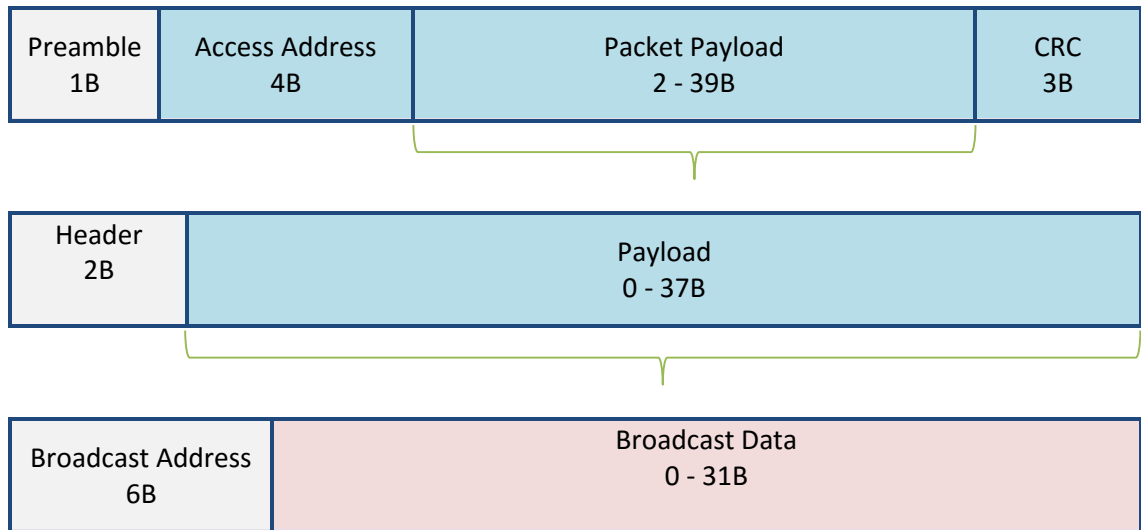 Preamble
1B
Access Address
4B
Packet Payload
2 - 39B
CRC
3B
Header
2B
Payload
0 - 37B
Broadcast Address
6B
Broadcast Data
0 - 31B